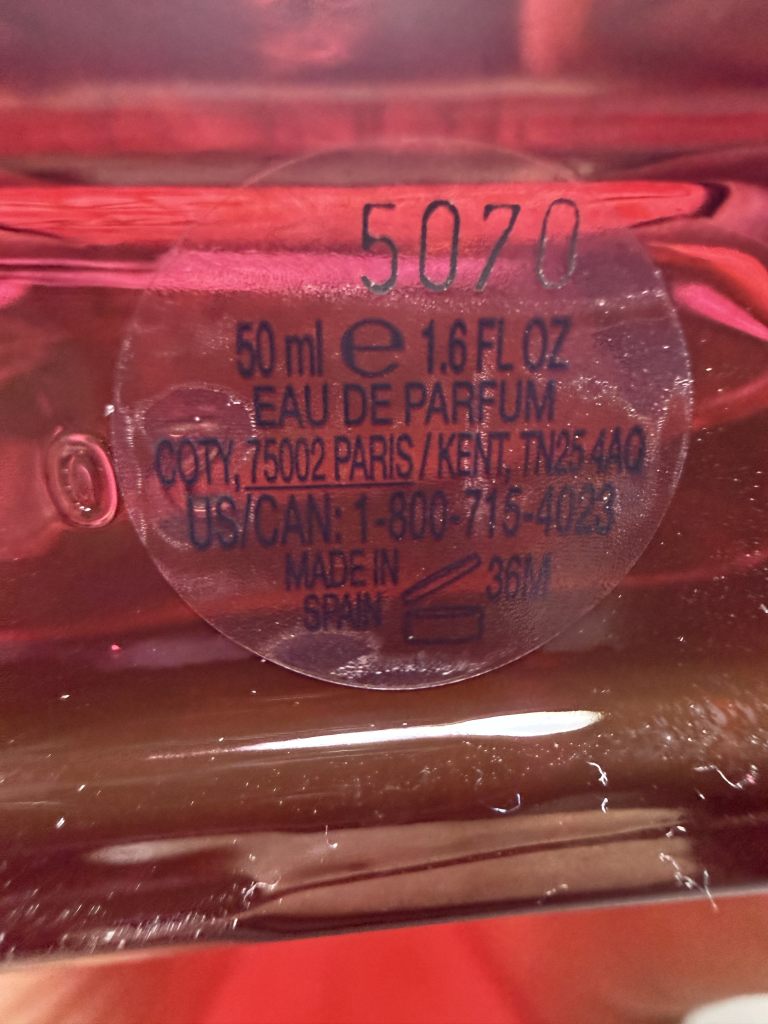 5070
50 ml e 1.6 FL OZ
EAU DE PARFUM
COTY, 75002 PARIS / KENT, TN25 4AQ
US/CAN: 1-800-715-4023
MADE IN
SPAIN
36M